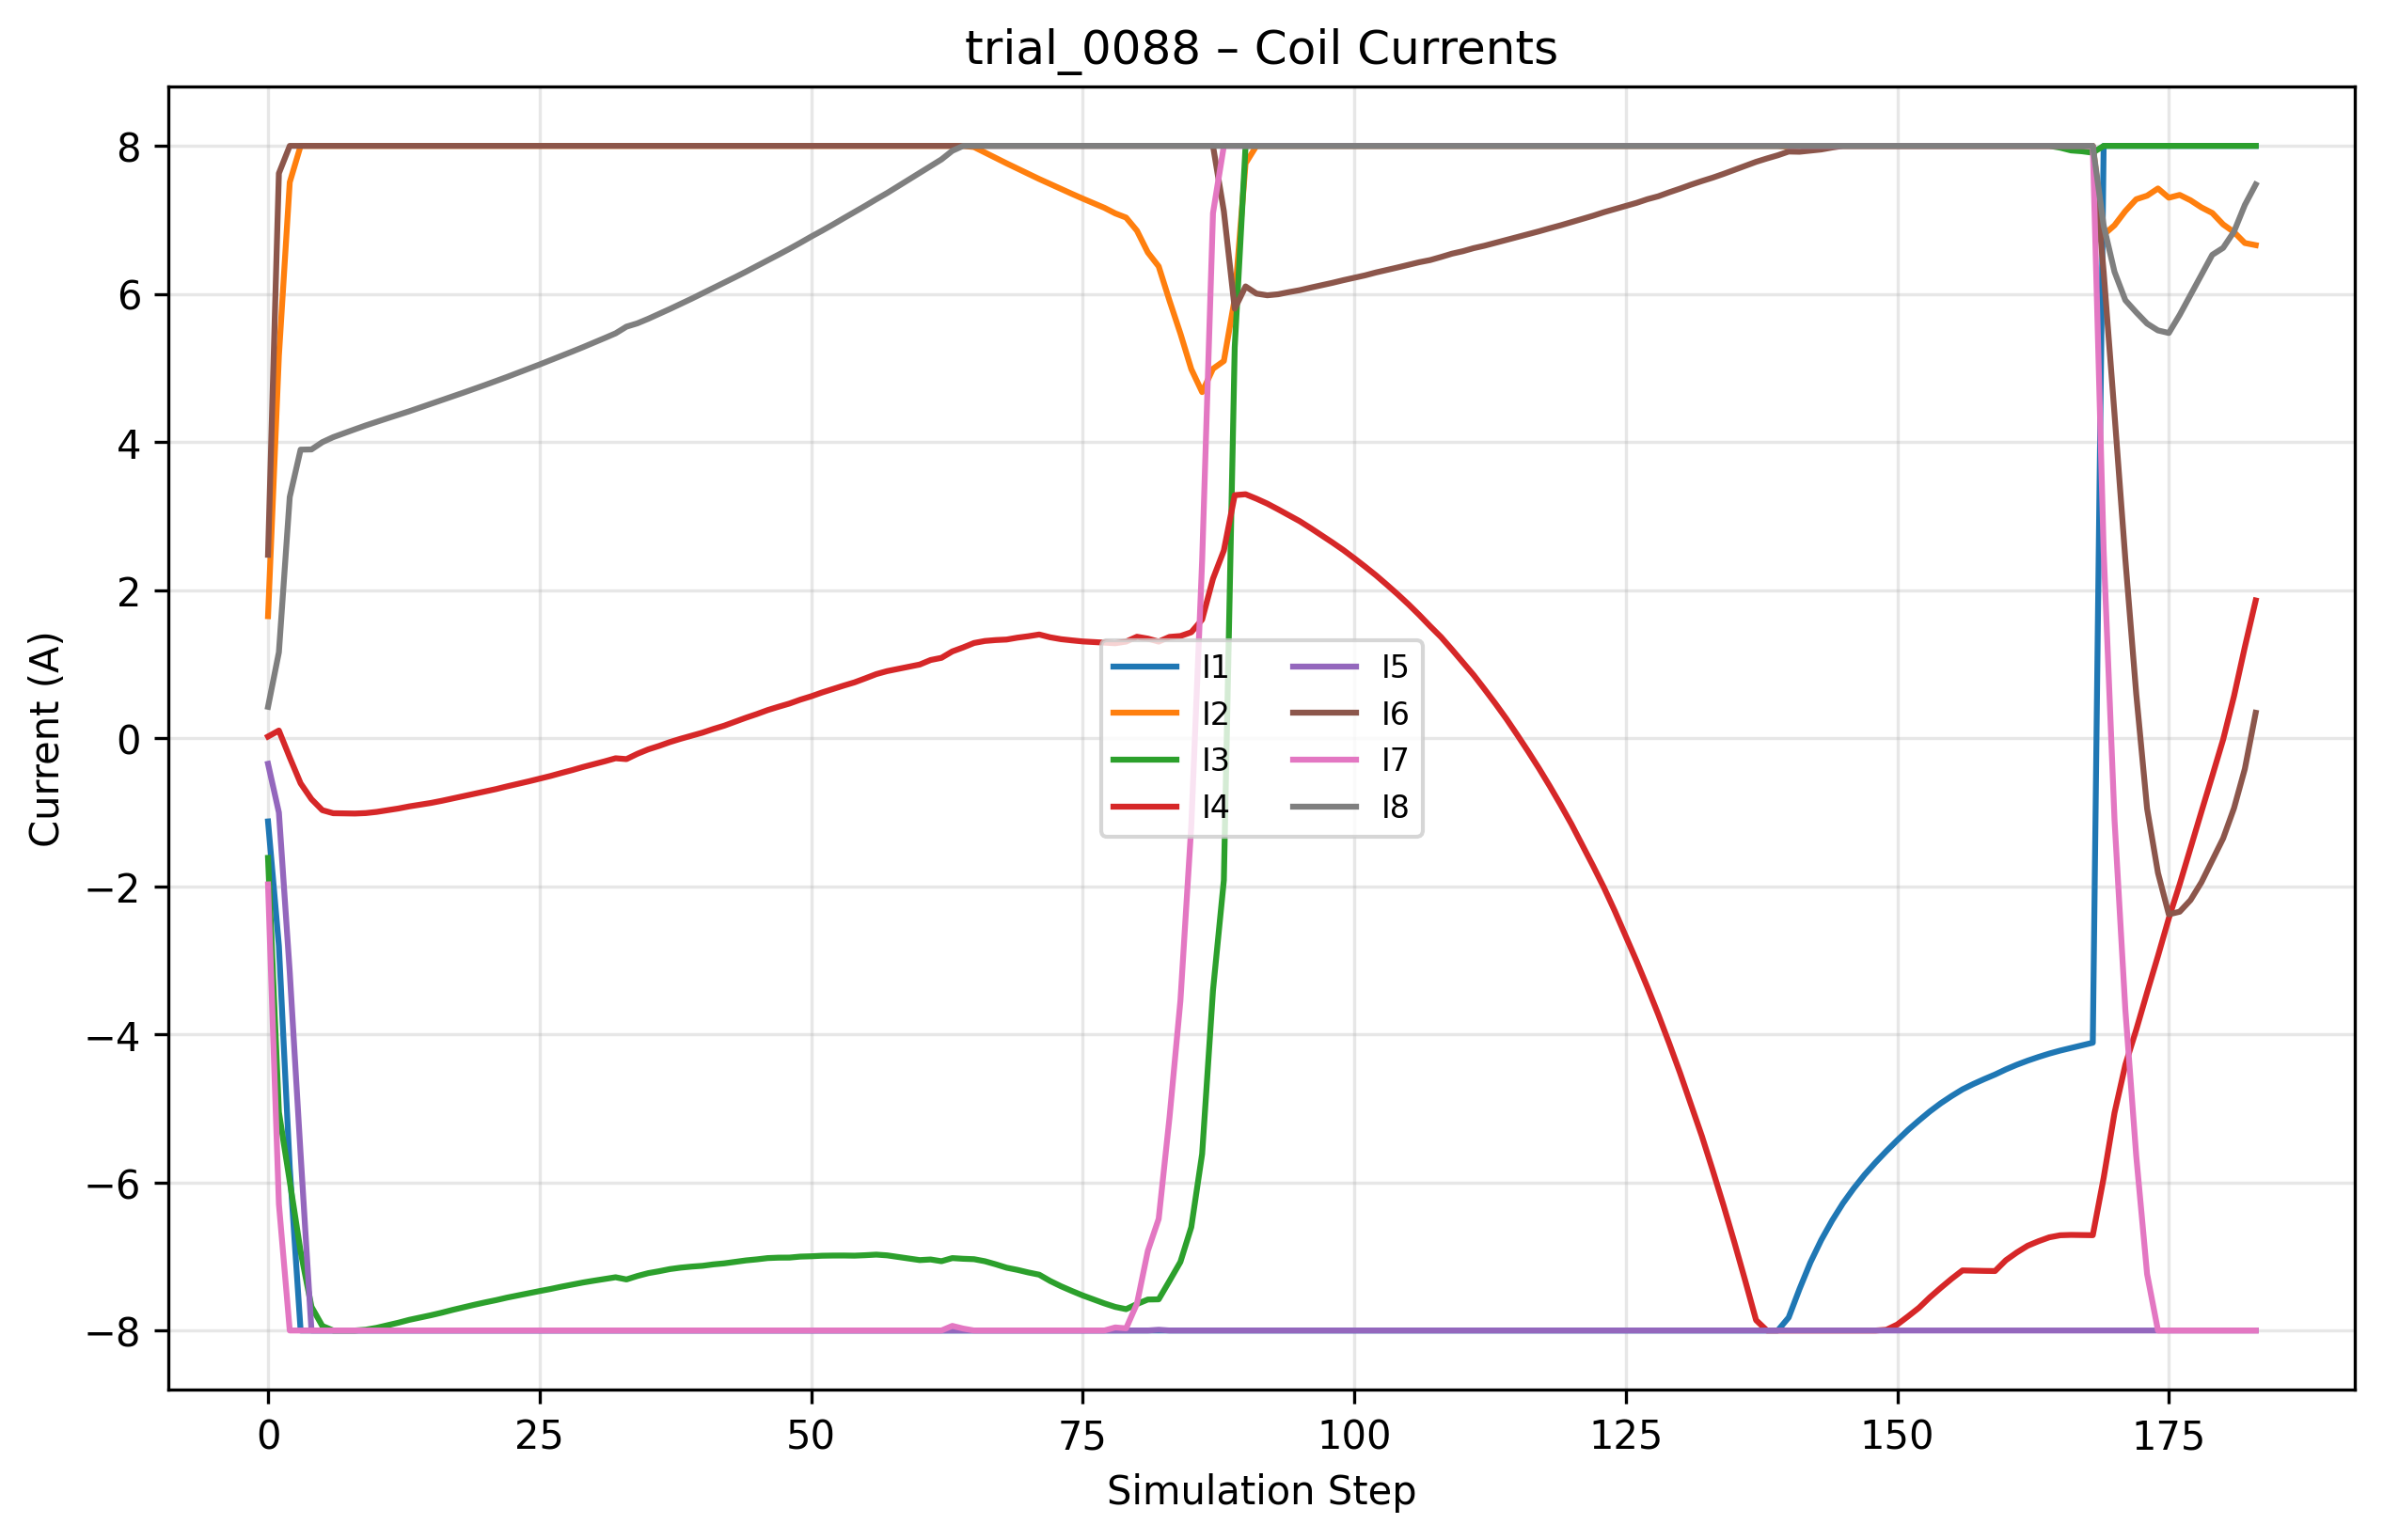 trial_0088 – Coil Currents
Current (A)
8
6
4
2
0
−2
−4
−6
−8
I1
I2
I3
I4
I5
I6
I7
I8
0
25
50
75
100
125
150
175
Simulation Step